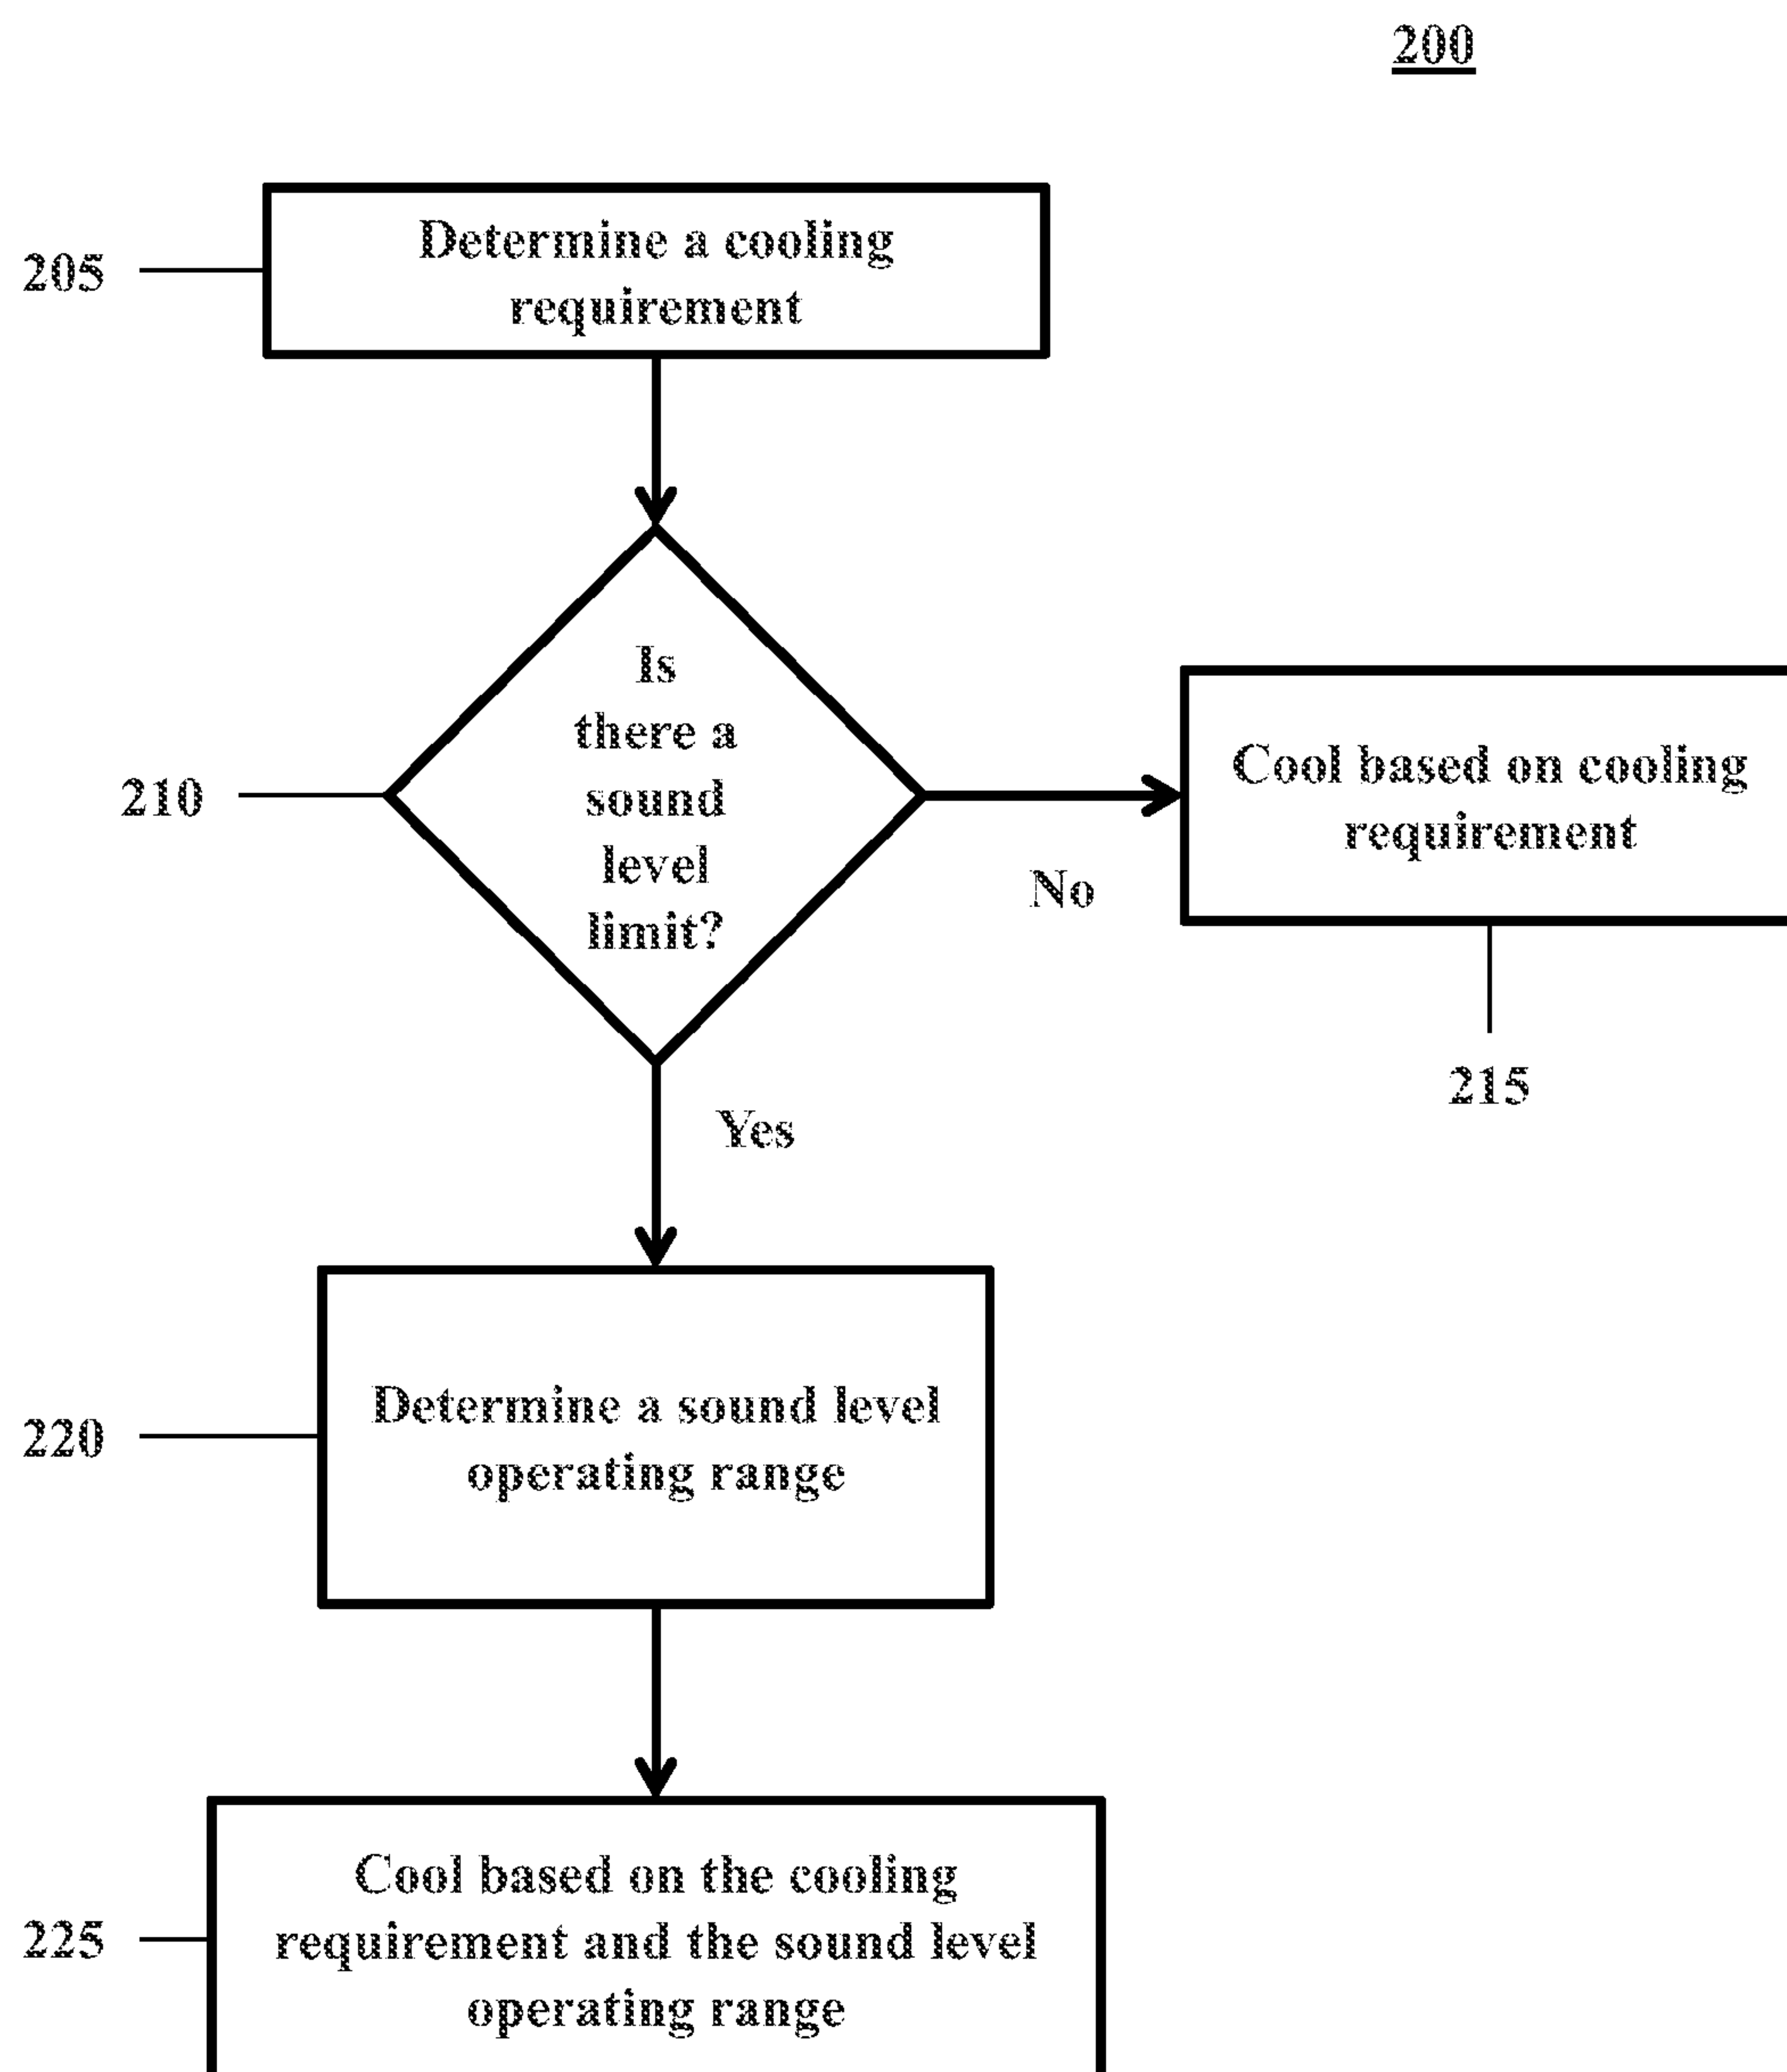 200
205
Determine a cooling
requirement
210
Is
there a
sound
level
limit?
No
Cool based on cooling
requirement
215
Yes
220
Determine a sound level
operating range
225
Cool based on the cooling
requirement and the sound level
operating range